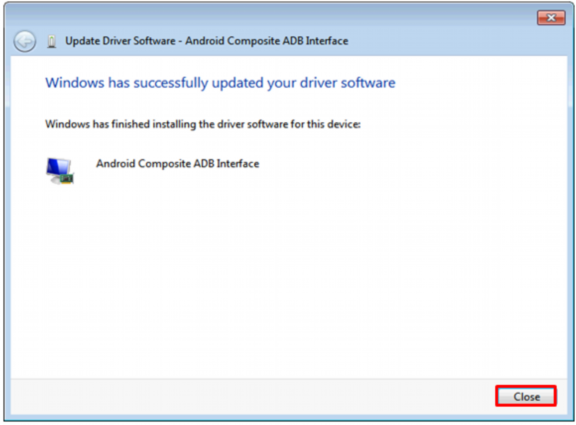 Update Driver Software - Android Composite ADB Interface
Windows has successfully updated your driver software
Windows has finished installing the driver software for this device:
Android Composite ADB Interface
Close